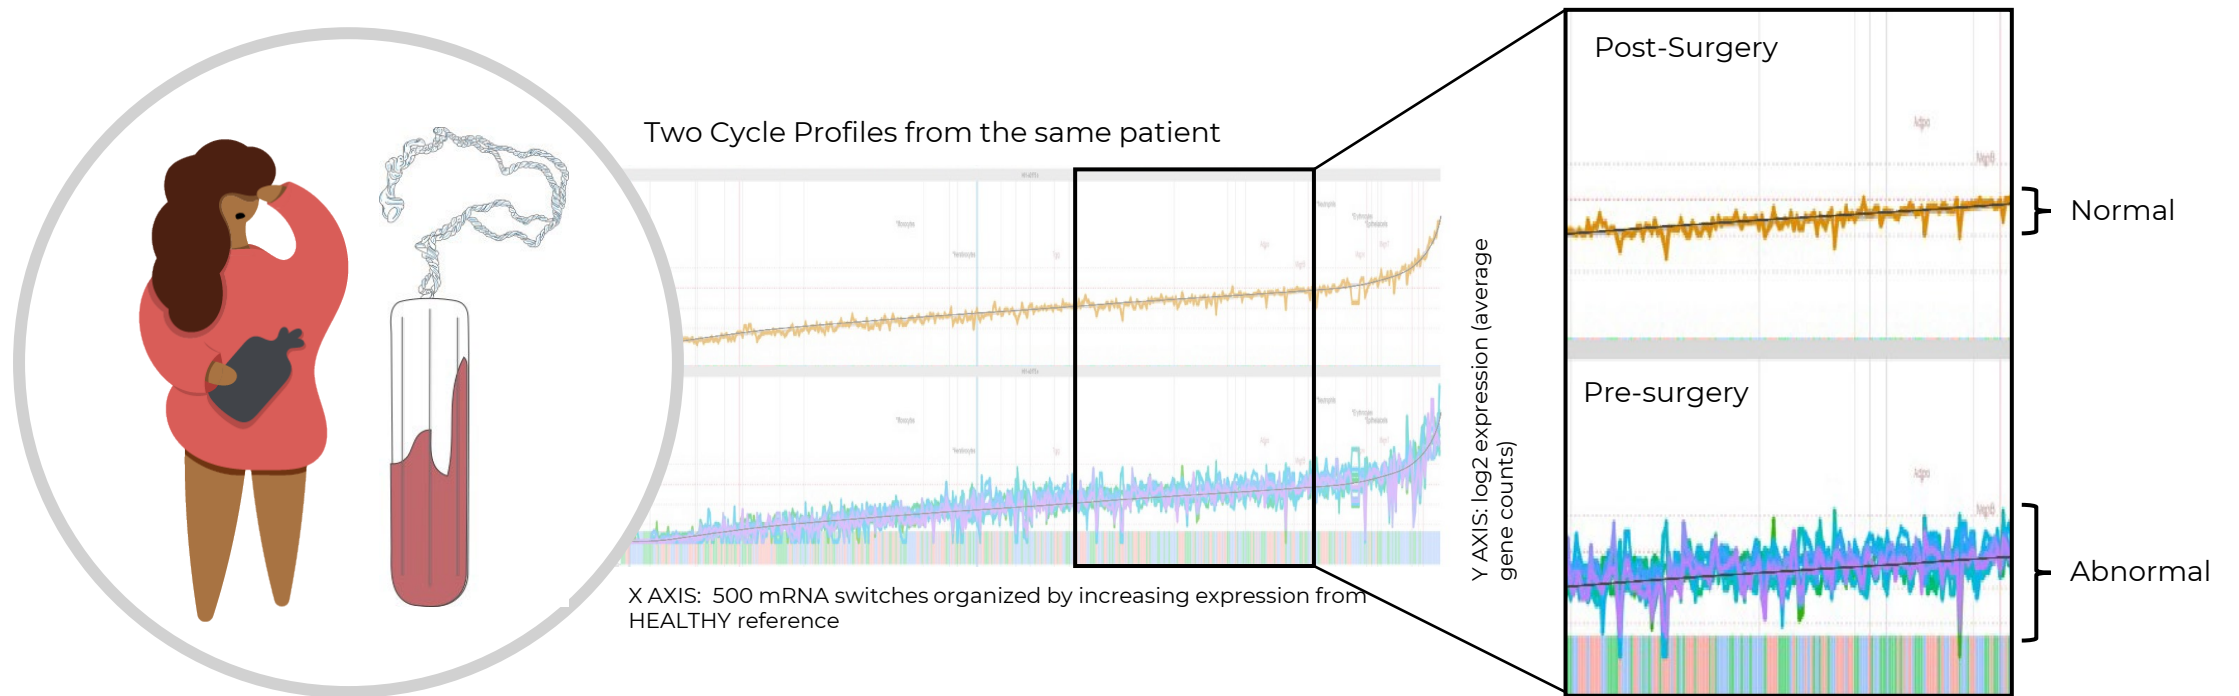 Two Cycle Profiles from the same patient
X AXIS: 500 mRNA switches organized by increasing expression from
HEALTHY reference
Y AXIS: log2 expression (average
gene counts)
Post-Surgery
Normal
Pre-surgery
Abnormal